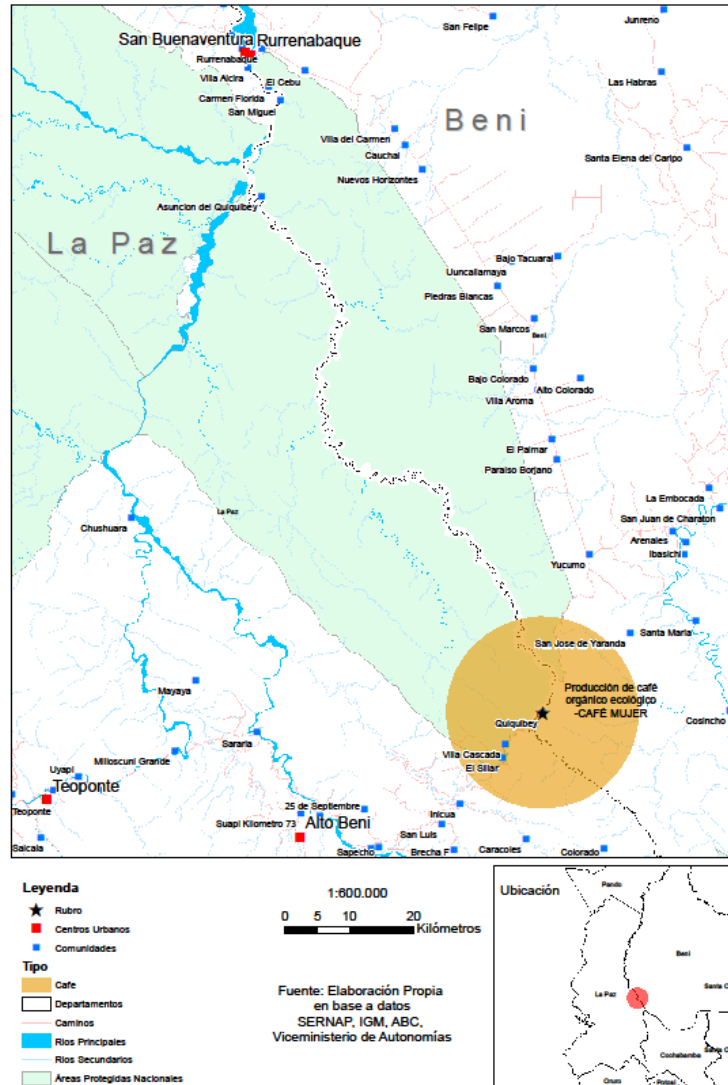 San Felipe
Junreno
San Buenaventura
Rurrenabaque
Rurrenabaque
Villa Alcira
El Cebu
Las Habras
Carmen Florida
San Miguel
Beni
Villa del Carmen
Cauchal
Santa Elena del Caripo
Nuevos Horizontes
Asuncion del Quiquibey
La Paz
Bajo Tacuaral
Uuncallamaya
Piedras Blancas
San Marcos
Beni
Bajo Colorado
Alto Colorado
Villa Aroma
El Palmar
Paraiso Borjano
La Embocada
La Paz
San Juan de Charaton
Chushuara
Arenales
Ibasichi
Yucumo
San Jose de Yaranda
Santa Maria
Mayaya
Producción de café
orgánico ecológico
-CAFÉ MUJER
Quiquibey
Cosincho
Sararia
Villa Cascada
Milloscuni Grande
El Sillar
Uyapi
Teoponte
Teoponte
25 de Septiembre
Inicua
Suapi Kilometro 73
Alto Beni
San Luis
Saicala
Sapecho
Brecha F
Caracoles
Colorado
Leyenda
Rubro
Centros Urbanos
Comunidades
Tipo
Cafe
Departamentos
Caminos
Rios Principales
Rios Secundarios
Áreas Protegidas Nacionales
1:600.000
0 5 10 20
Kilómetros
Fuente: Elaboración Propia
en base a datos
SERNAP, IGM, ABC,
Viceministerio de Autonomías
Ubicación
Pando
Beni
La Paz
Santa C
Cochabamba
Santa C
Oruro
Potosí